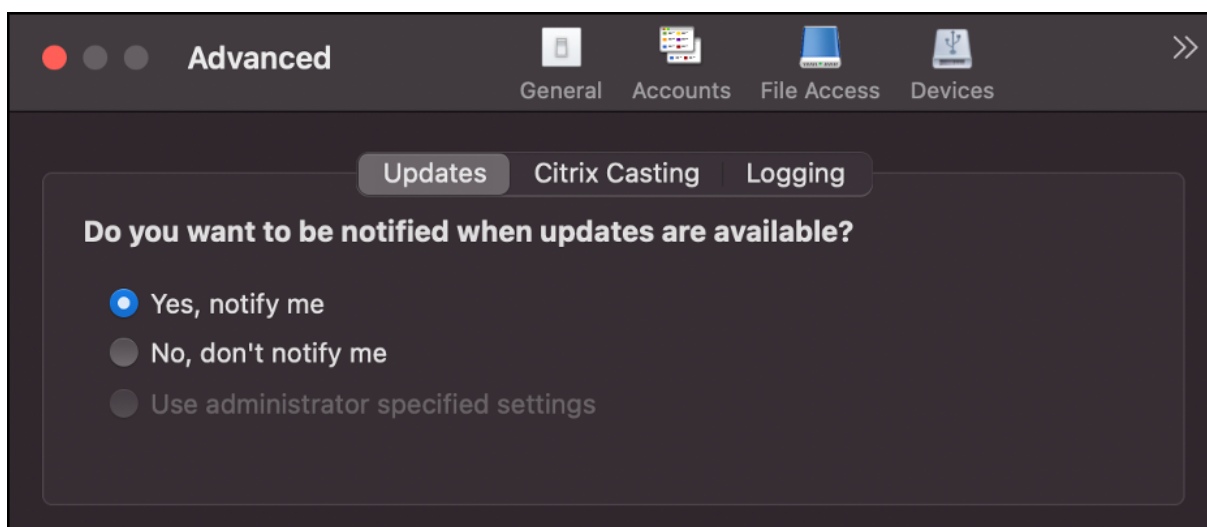 Advanced
General Accounts File Access Devices
Updates Citrix Casting Logging
Do you want to be notified when updates are available?
Yes, notify me
No, don't notify me
Use administrator specified settings